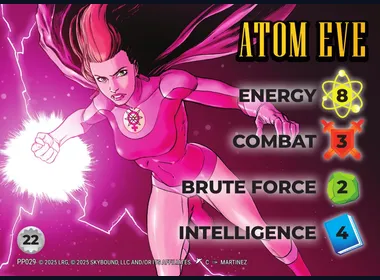 ATOM EVE
ENERGY 8
COMBAT 3
BRUTE FORCE 2
INTELLIGENCE 4
22
PP029 © 2025 LRG, © 2025 SKYBOUND, LLC AND/OR ITS AFFILIATES C MARTINEZ